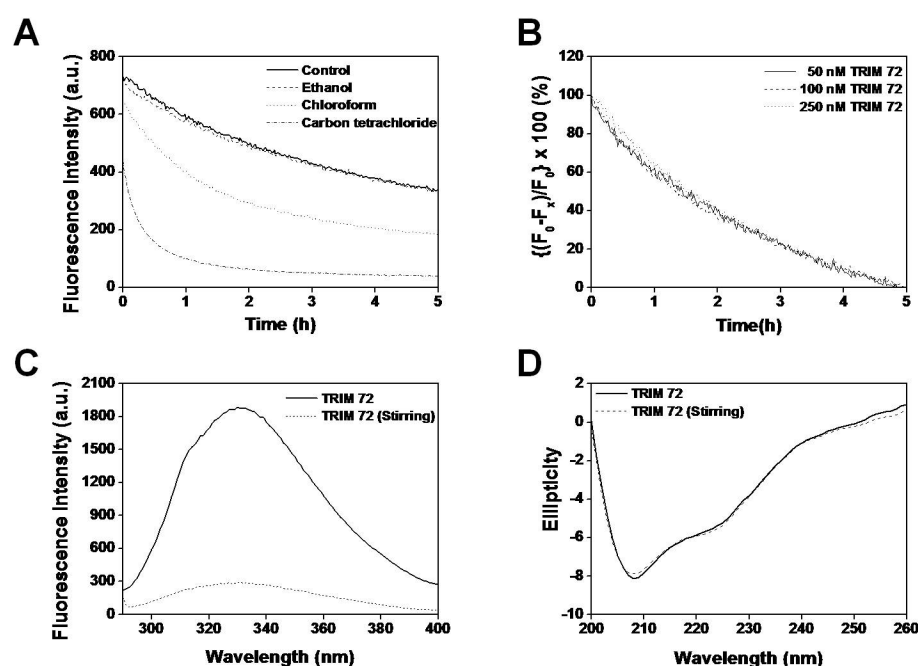 A
Fluorescence Intensity (a.u.)
800
600
400
200
0
Control
Ethanol
Chloroform
Carbon tetrachloride
0 1 2 3 4 5
Time (h)
B
{(F0-Fx)/F0} x 100 (%)
120
100
80
60
40
20
0
50 nM TRIM 72
100 nM TRIM 72
250 nM TRIM 72
0 1 2 3 4 5
Time(h)
C
Fluorescence Intensity (a.u.)
2100
1800
1500
1200
900
600
300
0
TRIM 72
TRIM 72 (Stirring)
300 320 340 360 380 400
Wavelength (nm)
D
Ellipticity
2
0
-2
-4
-6
-8
-10
TRIM 72
TRIM 72 (Stirring)
200 210 220 230 240 250 260
Wavelength (nm)